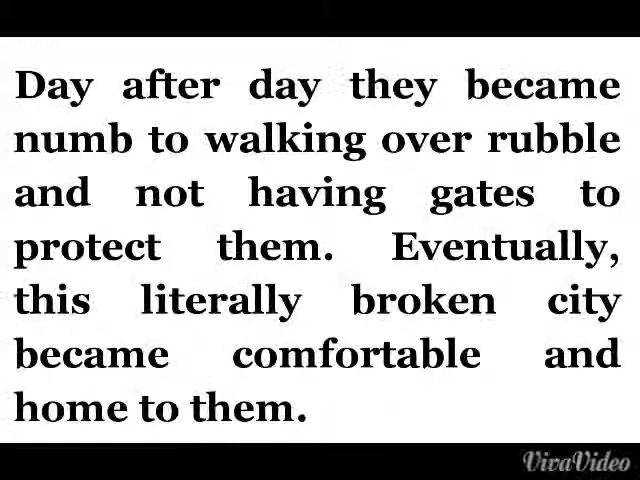 Day after day they became
numb to walking over rubble
and not having gates to
protect them. Eventually,
this literally broken city
became comfortable and
home to them.
VivaVideo